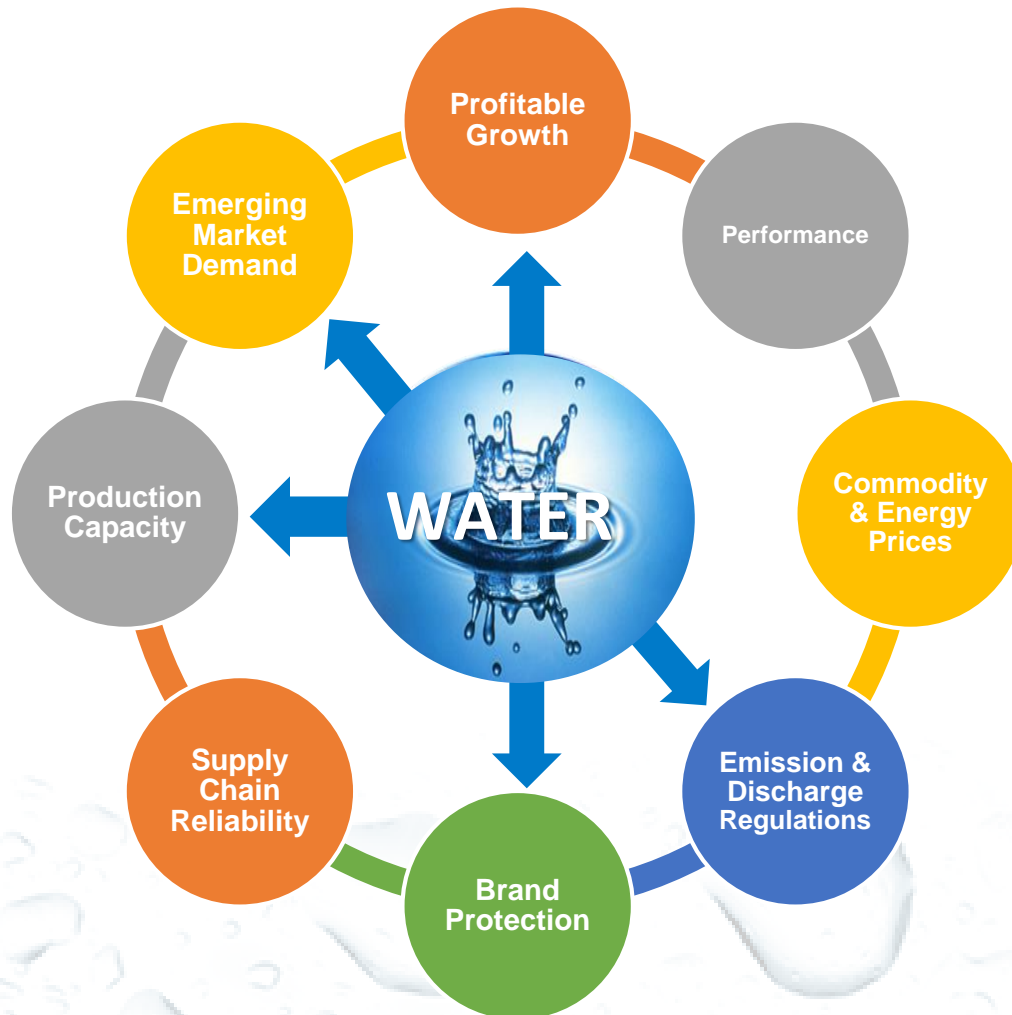 Profitable
Growth
Performance
Commodity
& Energy
Prices
Emission &
Discharge
Regulations
Brand
Protection
Supply
Chain
Reliability
Production
Capacity
Emerging
Market
Demand
WATER